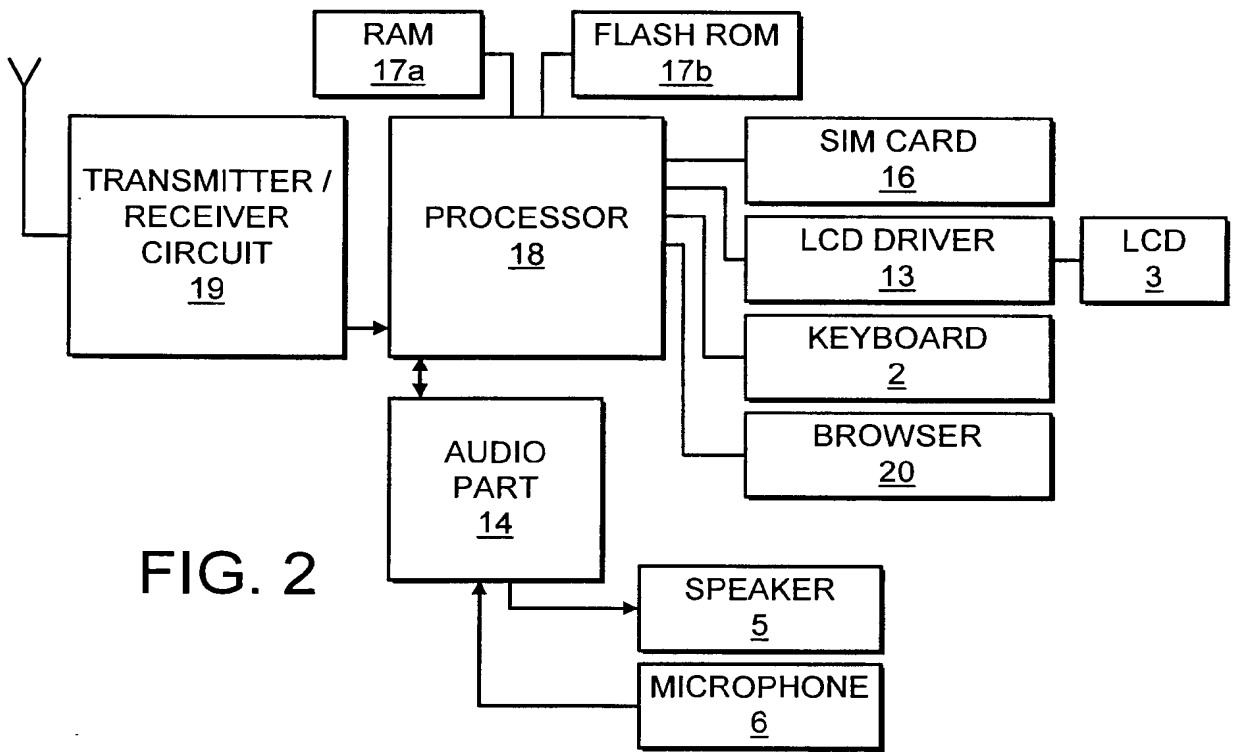 RAM
17a
FLASH ROM
17b
TRANSMITTER /
RECEIVER
CIRCUIT
19
PROCESSOR
18
SIM CARD
16
LCD DRIVER
13
LCD
3
KEYBOARD
2
BROWSER
20
AUDIO
PART
14
SPEAKER
5
MICROPHONE
6
FIG. 2